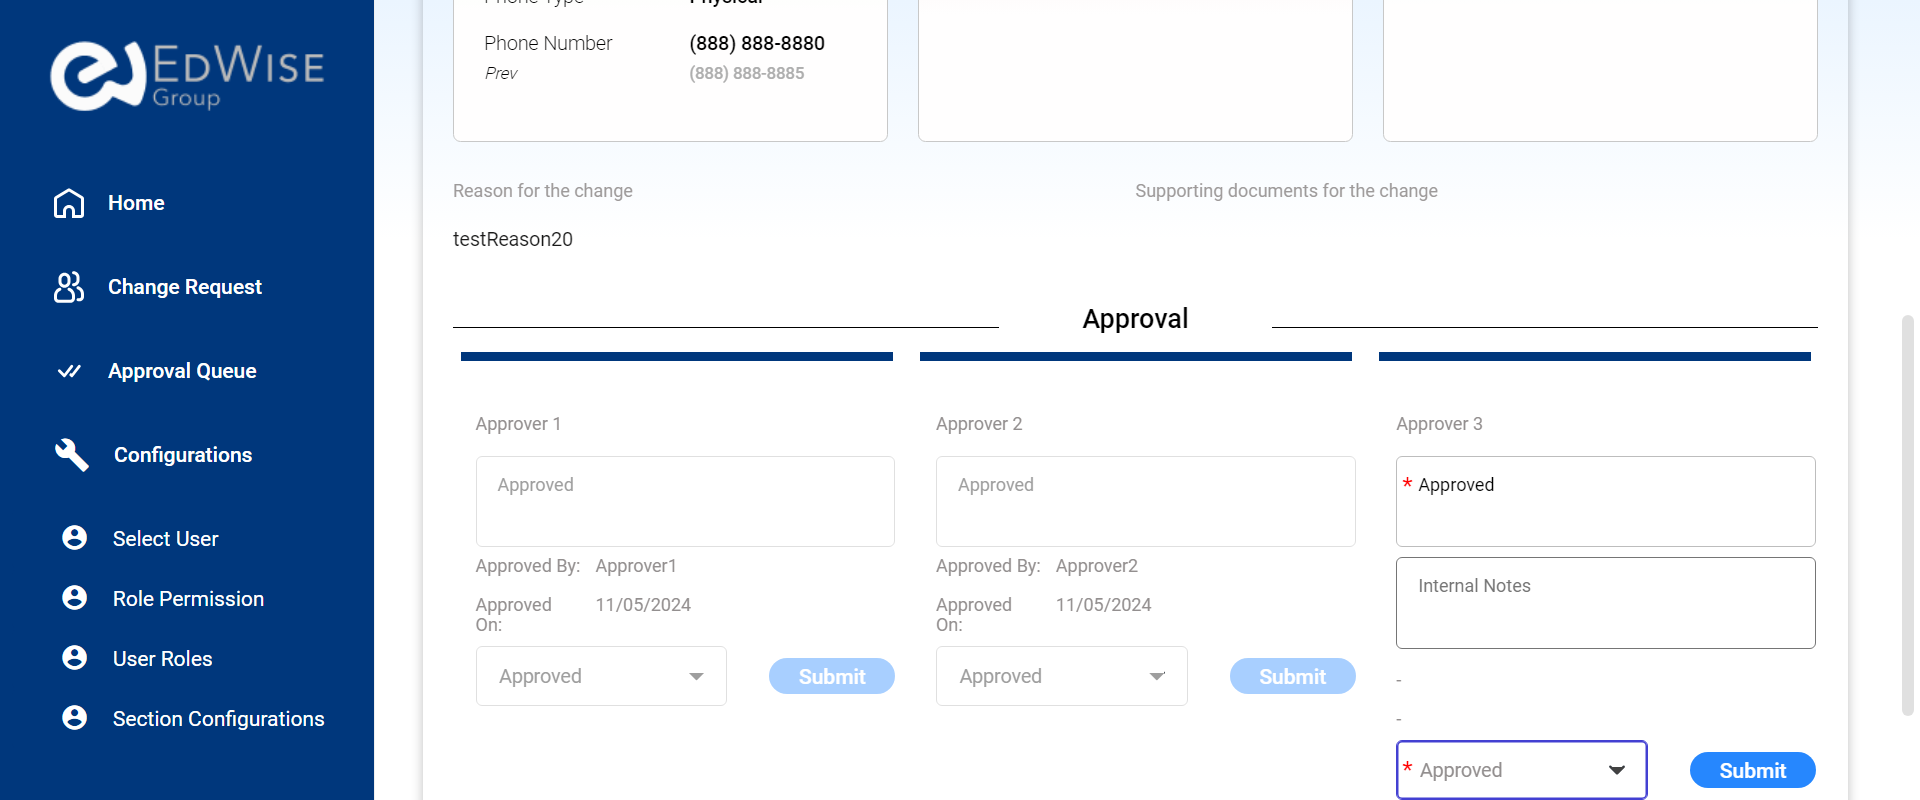 EDWISE
Group
Home
Change Request
Approval Queue
Configurations
Select User
Role Permission
User Roles
Section Configurations
Phone Type Physical
Phone Number (888) 888-8880
Prev (888) 888-8885
Reason for the change Supporting documents for the change
testReason20
Approval
Approver 1 Approver 2 Approver 3
Approved Approved * Approved
Approved By: Approver1 Approved By: Approver2 Internal Notes
Approved On: 11/05/2024 Approved On: 11/05/2024
Approved Submit Approved Submit -
-
* Approved Submit